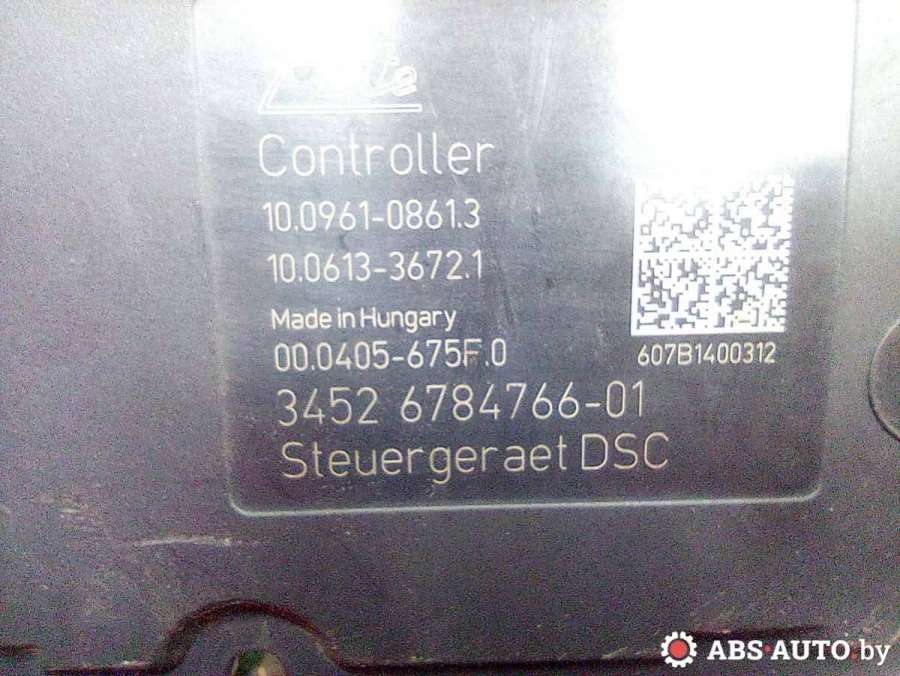 Controller
10.0961-0861.3
10.0613-3672.1
Made in Hungary
00.0405-675F.0
607B1400312
3452 6784766-01
Steuergeraet DSC
ABS-AUTO.by